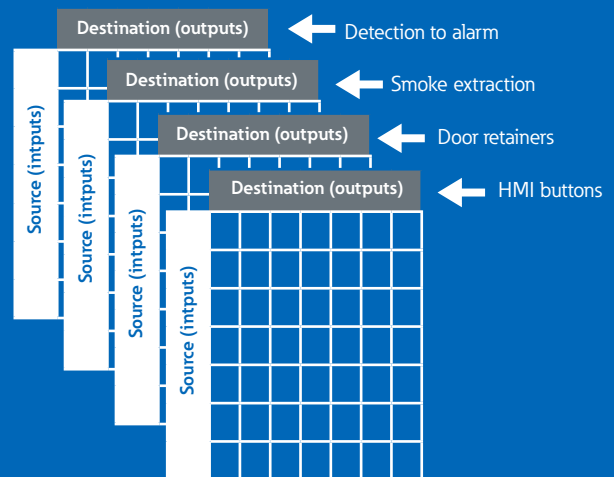 Destination (outputs)
Detection to alarm
Destination (outputs)
Smoke extraction
Destination (outputs)
Door retainers
Destination (outputs)
HMI buttons
Source (intputs)
Source (intputs)
Source (intputs)
Source (intputs)